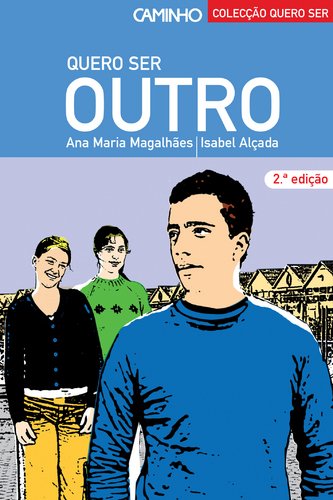 CAMINHO COLECÇÃO QUERO SER
QUERO SER
OUTRO
Ana Maria Magalhães | Isabel Alçada
2.ª edição